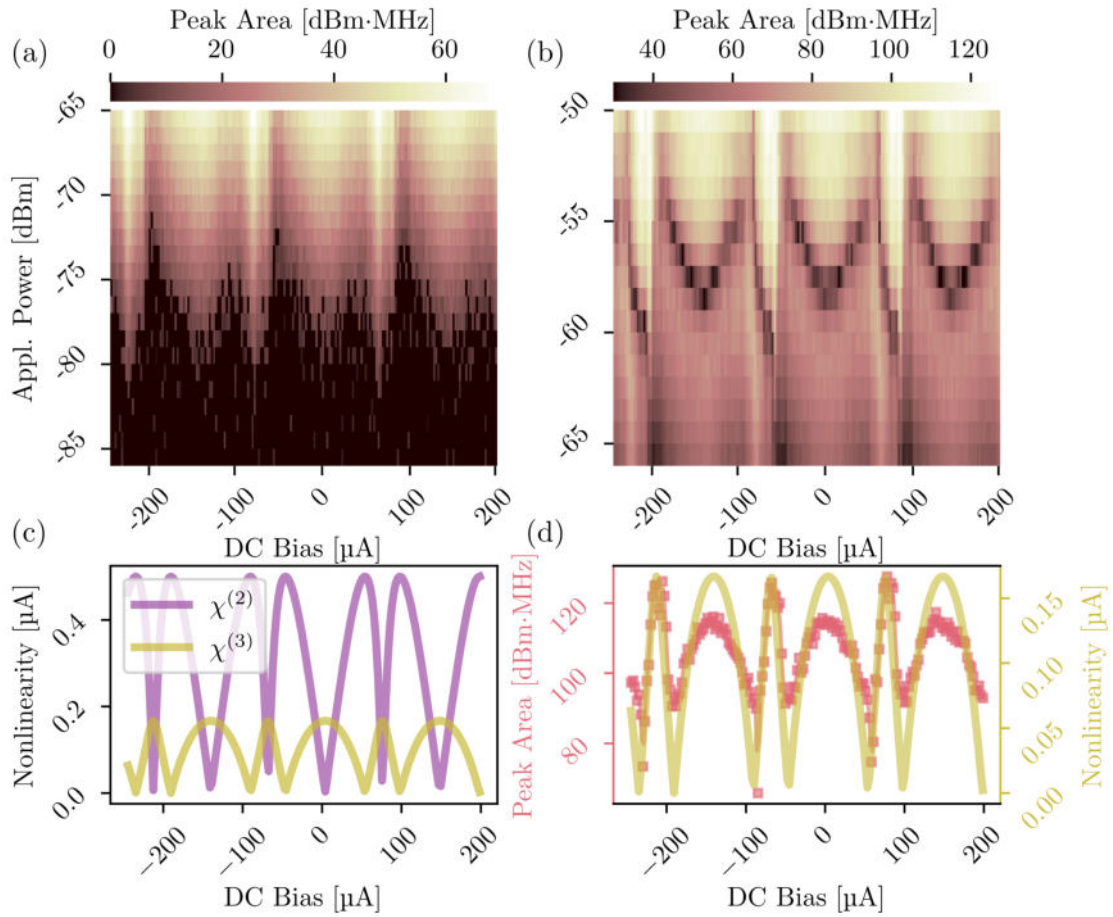 (a)
Peak Area [dBm·MHz]
0 20 40 60
Appl. Power [dBm]
-65
-70
-75
-80
-85
-200 -100 0 100 200
DC Bias [µA]
(b)
Peak Area [dBm·MHz]
40 60 80 100 120
-50
-55
-60
-65
-200 -100 0 100 200
DC Bias [µA]
(c)
Nonlinearity [µA]
0.4
0.2
0.0
χ(2)
χ(3)
−200 −100 0 100 200
DC Bias [µA]
(d)
Peak Area [dBm·MHz]
120
100
80
Nonlinearity [µA]
0.15
0.10
0.05
0.00
−200 −100 0 100 200
DC Bias [µA]